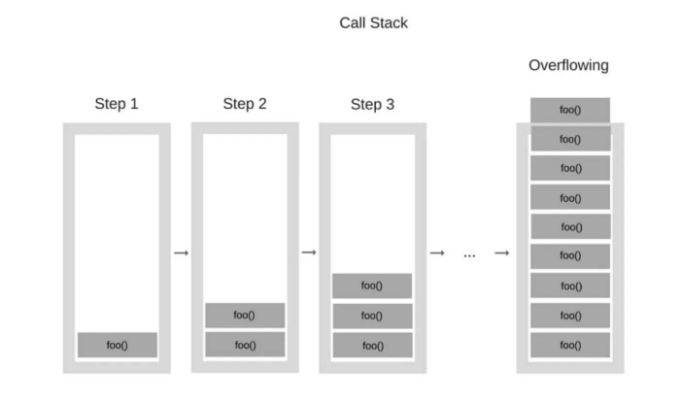 Call Stack
Overflowing
Step 1
Step 2
Step 3
foo()
foo()
foo()
foo()
foo()
foo()
→ → → ... →
foo()
foo()
foo()
foo()
foo()
foo()
foo()
foo()
foo()